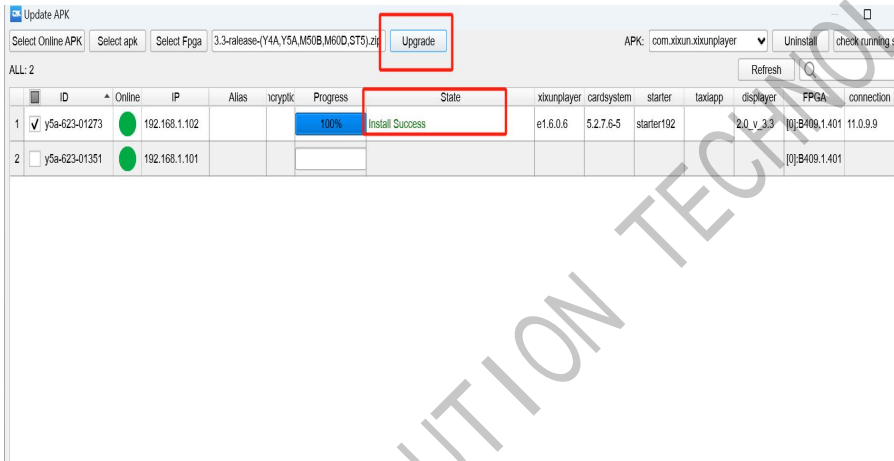 Update APK
Select Online APK Select apk Select Fpga 3.3-ralease-(Y4A,Y5A,M50B,M60D,ST5).zip Upgrade APK: com.xixun.xixunplayer Uninstall check running
ALL: 2 Refresh
ID Online IP Alias ncryptic Progress State xixunplayer cardsystem starter taxiapp displayer FPGA connection
1 y5a-623-01273 192.168.1.102 100% Install Success e1.6.0.6 5.2.7.6-5 starter192 2.0_v_3.3 [0]:B409.1.401 11.0.9.9
2 y5a-623-01351 192.168.1.101 [0]:B409.1.401
UTION TECHNOL